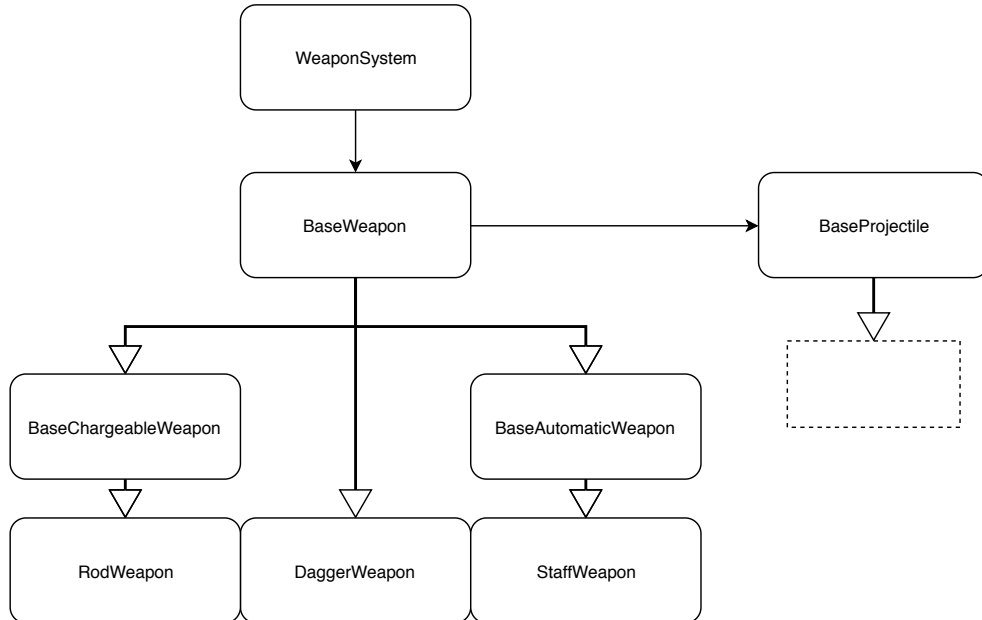 WeaponSystem
BaseWeapon
BaseProjectile
BaseChargeableWeapon
BaseAutomaticWeapon
RodWeapon
DaggerWeapon
StaffWeapon